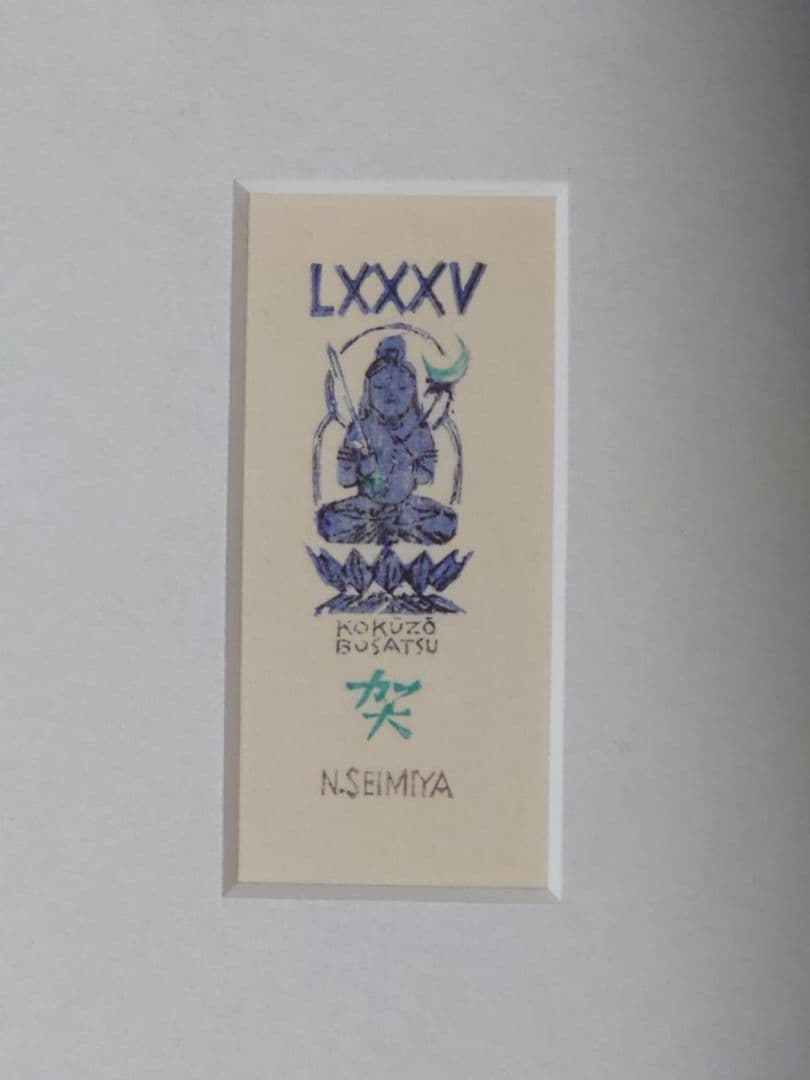 LXXXV
KOKŪZŌ
BOSATSU
N.SEIMIYA